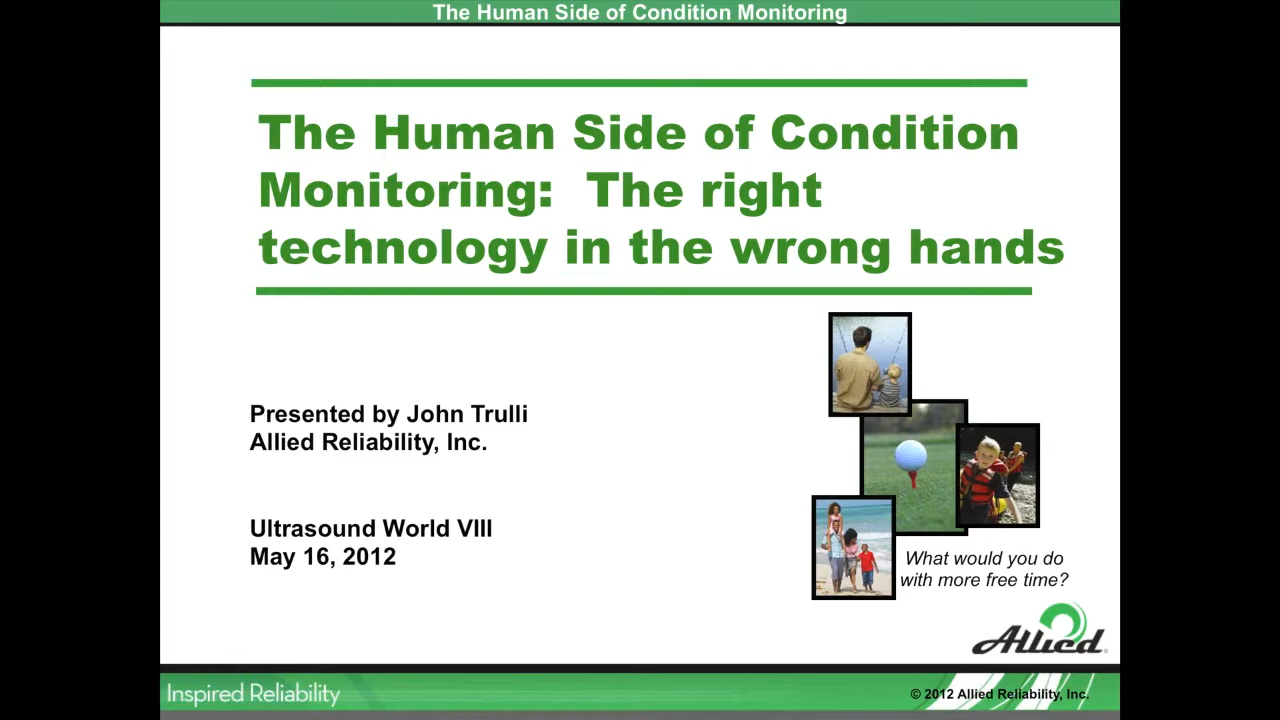 The Human Side of Condition Monitoring
The Human Side of Condition
Monitoring: The right
technology in the wrong hands
Presented by John Trulli
Allied Reliability, Inc.
Ultrasound World VIII
May 16, 2012
What would you do
with more free time?
Allied
Inspired Reliability
© 2012 Allied Reliability, Inc.